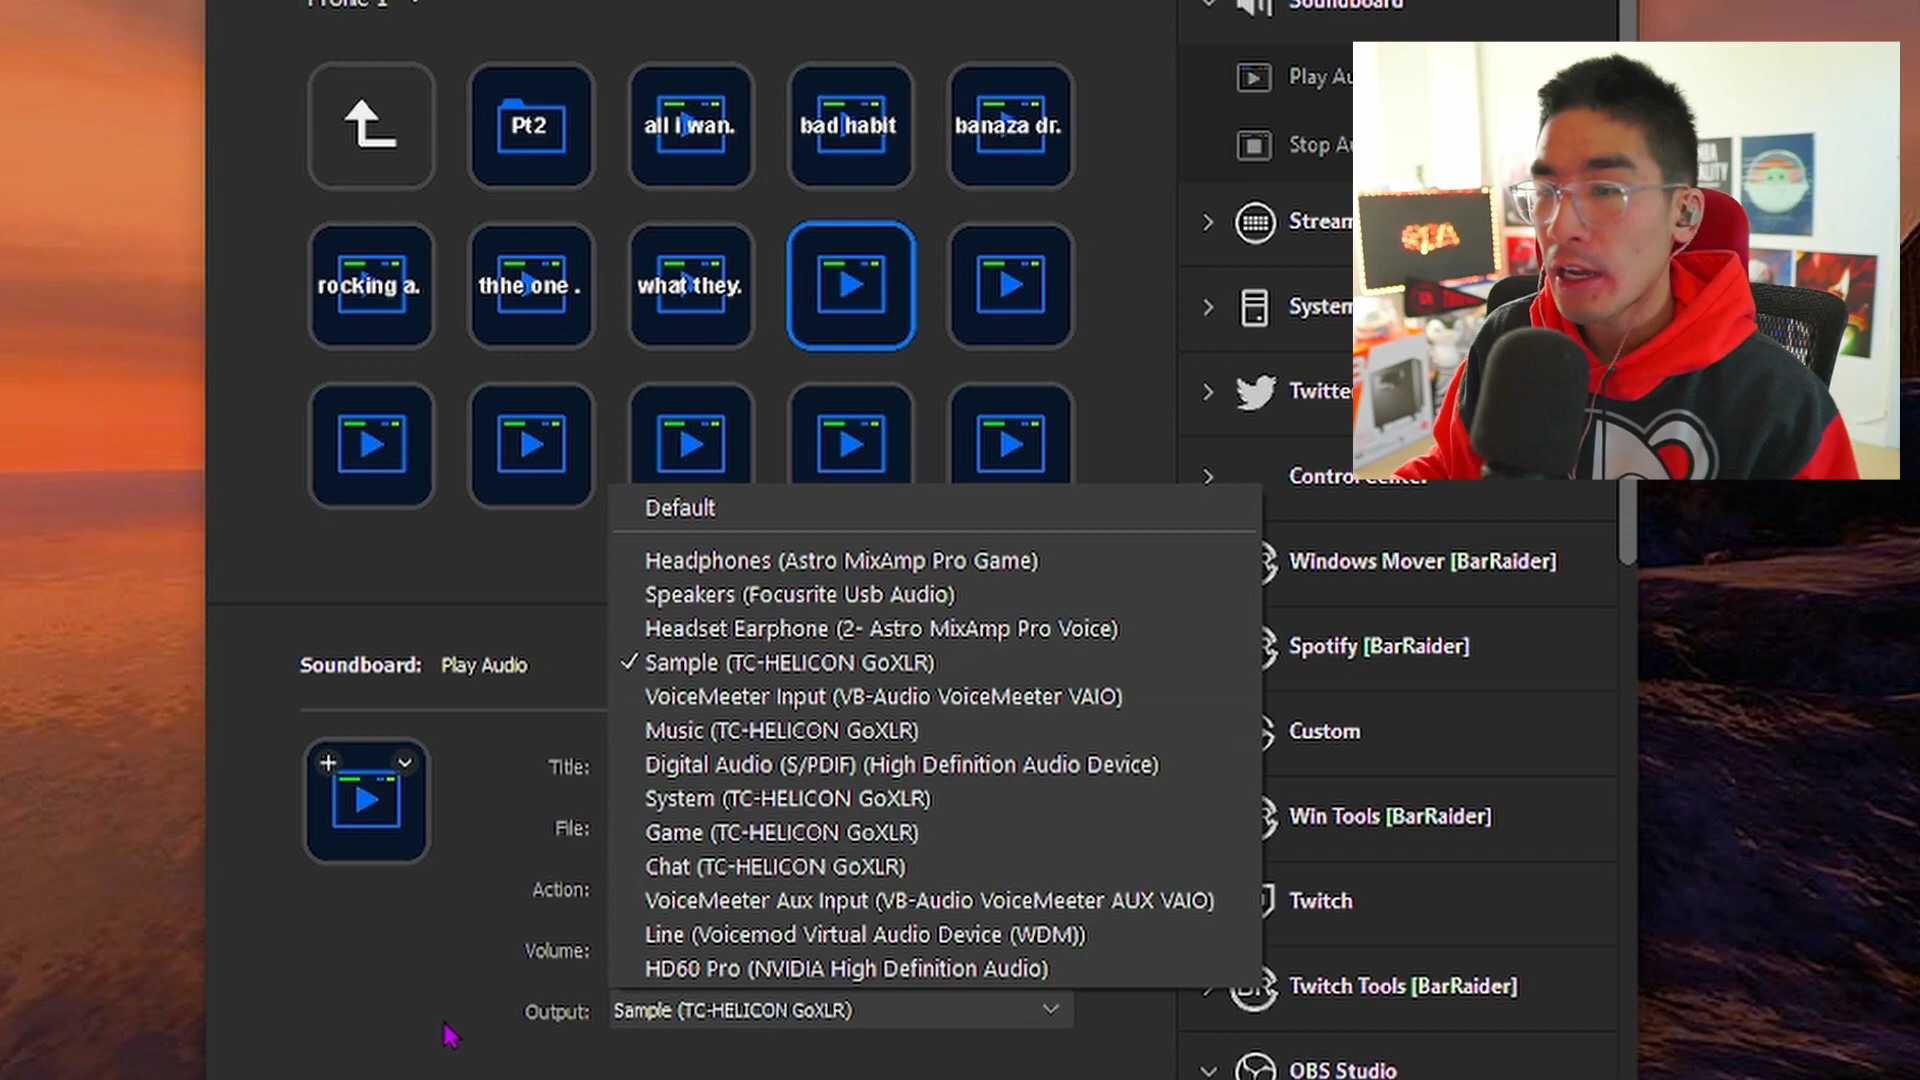 Profile 1
Soundboard
Pt2
all i wan.
bad habit
banaza dr.
Play Au
Stop Au
rocking a.
thhe one .
what they.
Stream
System
Twitte
Control Center
Default
Headphones (Astro MixAmp Pro Game)
Speakers (Focusrite Usb Audio)
Headset Earphone (2- Astro MixAmp Pro Voice)
Sample (TC-HELICON GoXLR)
VoiceMeeter Input (VB-Audio VoiceMeeter VAIO)
Music (TC-HELICON GoXLR)
Digital Audio (S/PDIF) (High Definition Audio Device)
System (TC-HELICON GoXLR)
Game (TC-HELICON GoXLR)
Chat (TC-HELICON GoXLR)
VoiceMeeter Aux Input (VB-Audio VoiceMeeter AUX VAIO)
Line (Voicemod Virtual Audio Device (WDM))
HD60 Pro (NVIDIA High Definition Audio)
Windows Mover [BarRaider]
Spotify [BarRaider]
Custom
Win Tools [BarRaider]
Twitch
Twitch Tools [BarRaider]
OBS Studio
Soundboard: Play Audio
Title:
File:
Action:
Volume:
Output: Sample (TC-HELICON GoXLR)